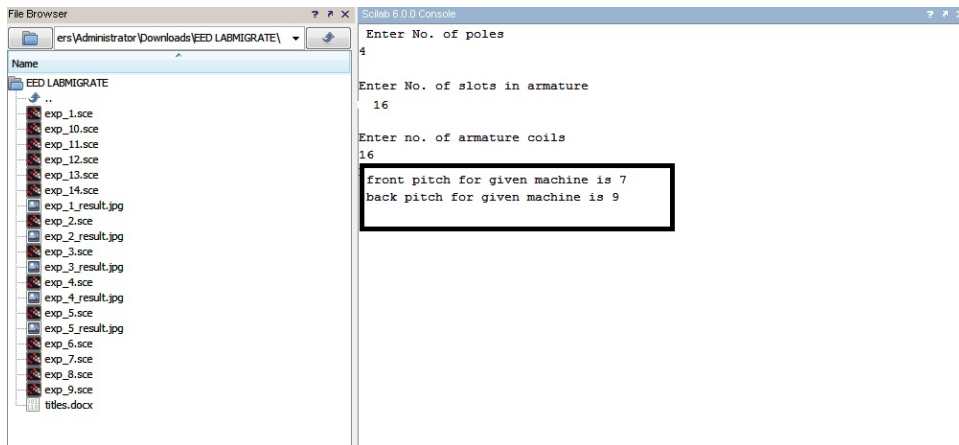 File Browser
? ↗ X
ers\Administrator\Downloads\EED LABMIGRATE\
Name
EED LABMIGRATE
..
exp_1.sce
exp_10.sce
exp_11.sce
exp_12.sce
exp_13.sce
exp_14.sce
exp_1_result.jpg
exp_2.sce
exp_2_result.jpg
exp_3.sce
exp_3_result.jpg
exp_4.sce
exp_4_result.jpg
exp_5.sce
exp_5_result.jpg
exp_6.sce
exp_7.sce
exp_8.sce
exp_9.sce
titles.docx
Scilab 6.0.0 Console
? ↗ X
Enter No. of poles
4
Enter No. of slots in armature
16
Enter no. of armature coils
16
front pitch for given machine is 7
back pitch for given machine is 9